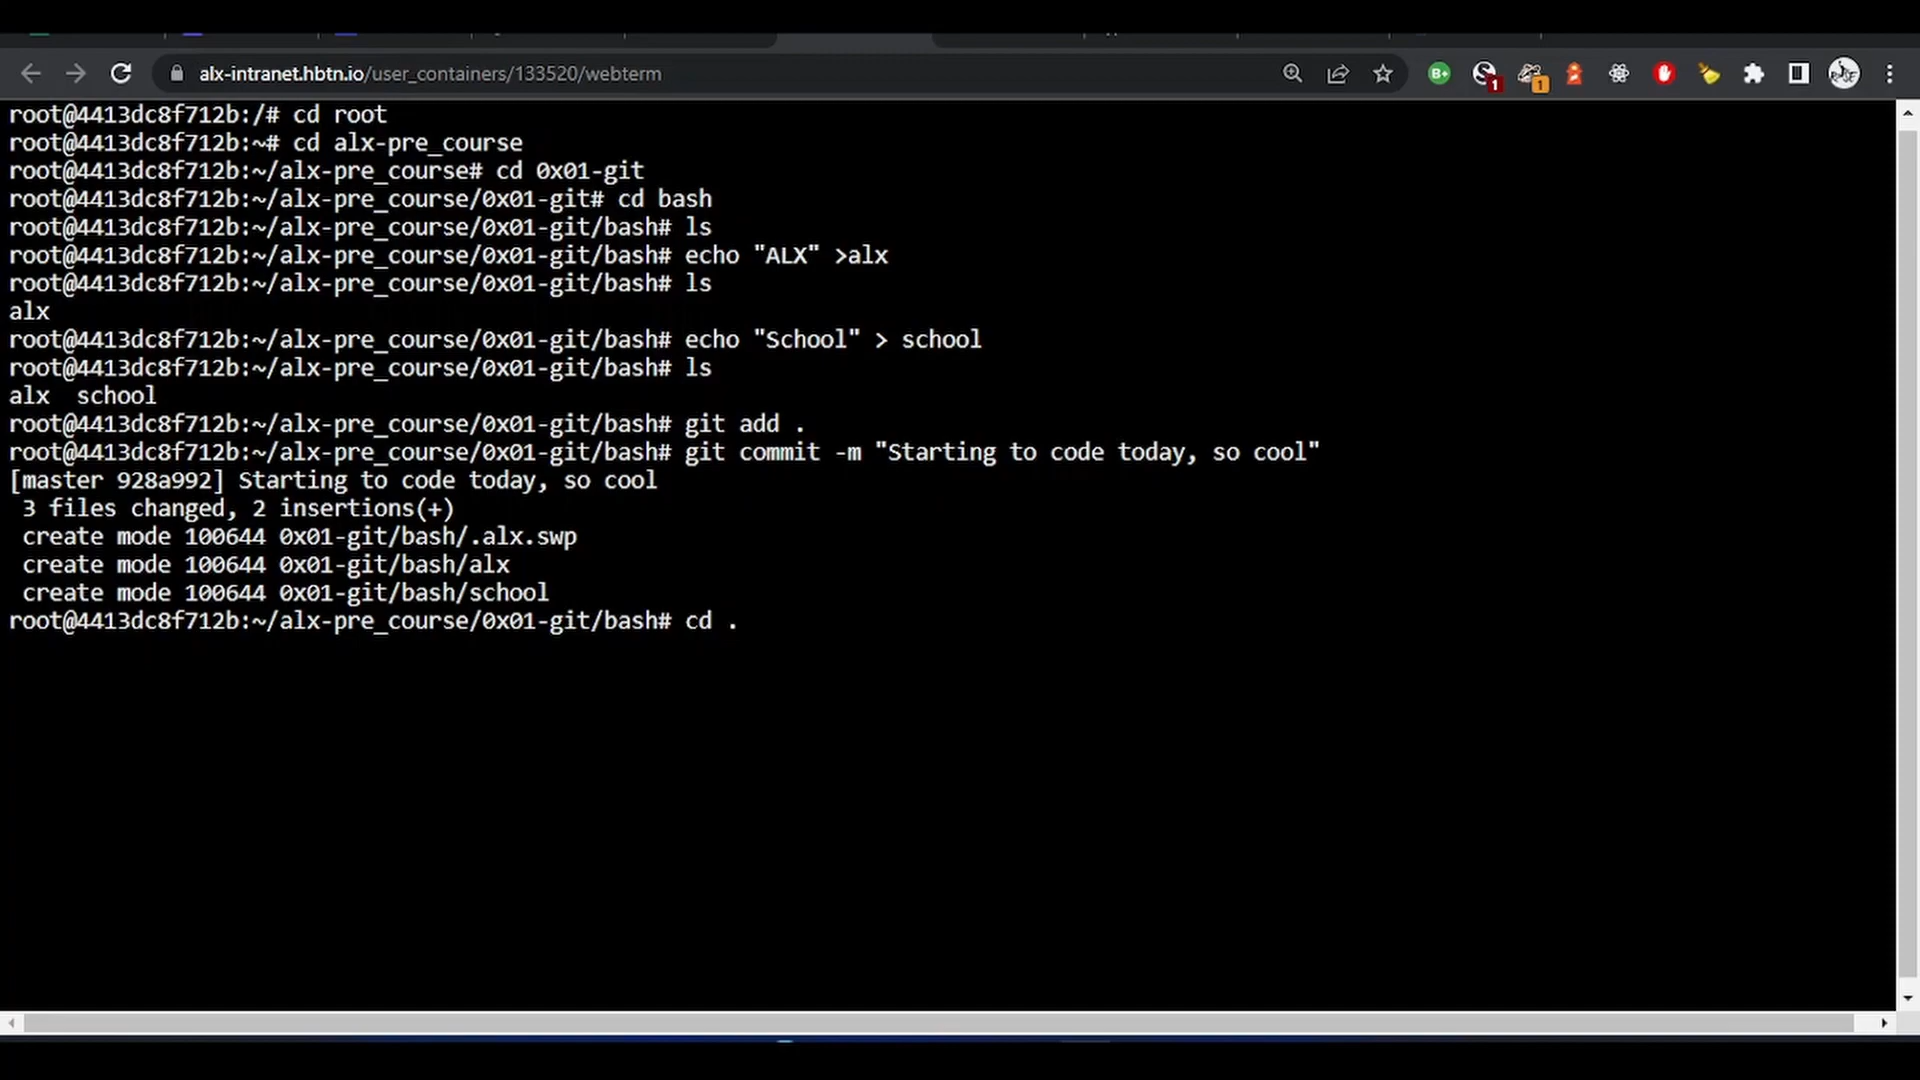 alx-intranet.hbtn.io/user_containers/133520/webterm
B+
1
1
root@4413dc8f712b:/# cd root
root@4413dc8f712b:~# cd alx-pre_course
root@4413dc8f712b:~/alx-pre_course# cd 0x01-git
root@4413dc8f712b:~/alx-pre_course/0x01-git# cd bash
root@4413dc8f712b:~/alx-pre_course/0x01-git/bash# ls
root@4413dc8f712b:~/alx-pre_course/0x01-git/bash# echo "ALX" >alx
root@4413dc8f712b:~/alx-pre_course/0x01-git/bash# ls
alx
root@4413dc8f712b:~/alx-pre_course/0x01-git/bash# echo "School" > school
root@4413dc8f712b:~/alx-pre_course/0x01-git/bash# ls
alx  school
root@4413dc8f712b:~/alx-pre_course/0x01-git/bash# git add .
root@4413dc8f712b:~/alx-pre_course/0x01-git/bash# git commit -m "Starting to code today, so cool"
[master 928a992] Starting to code today, so cool
 3 files changed, 2 insertions(+)
 create mode 100644 0x01-git/bash/.alx.swp
 create mode 100644 0x01-git/bash/alx
 create mode 100644 0x01-git/bash/school
root@4413dc8f712b:~/alx-pre_course/0x01-git/bash# cd .